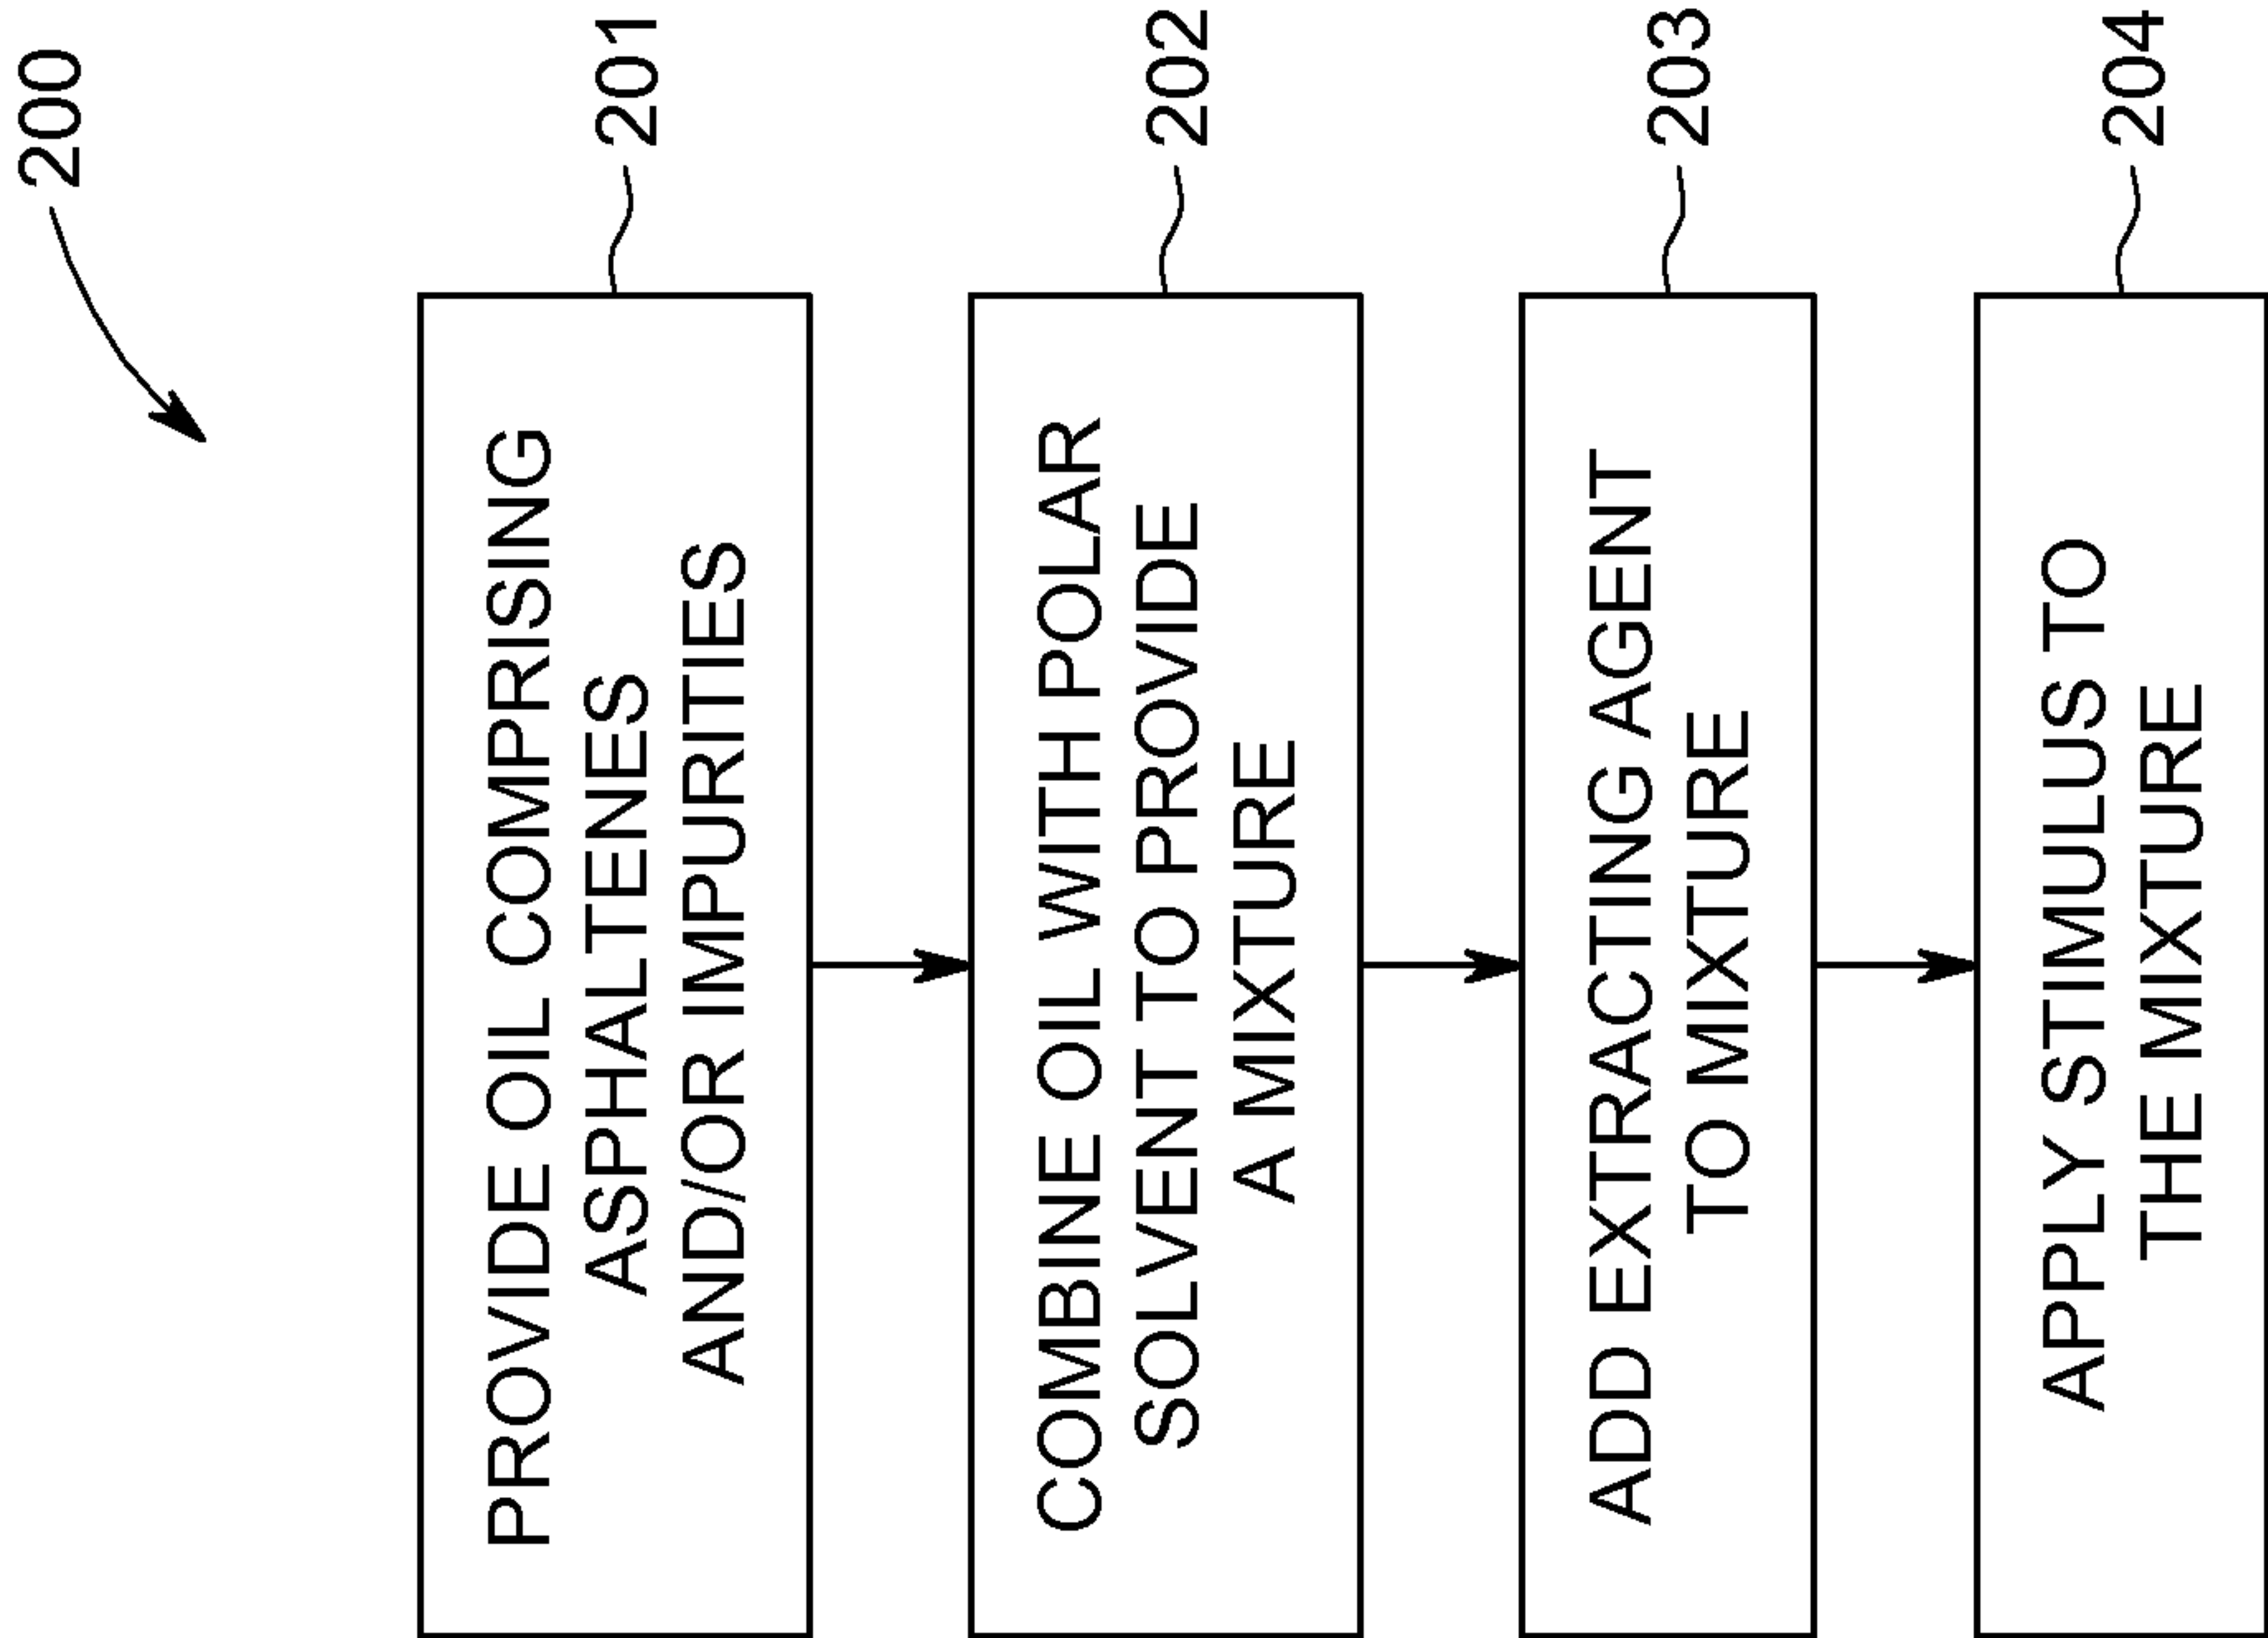 200
PROVIDE OIL COMPRISING
ASPHALTENES
AND/OR IMPURITIES
201
COMBINE OIL WITH POLAR
SOLVENT TO PROVIDE
A MIXTURE
202
ADD EXTRACTING AGENT
TO MIXTURE
203
APPLY STIMULUS TO
THE MIXTURE
204